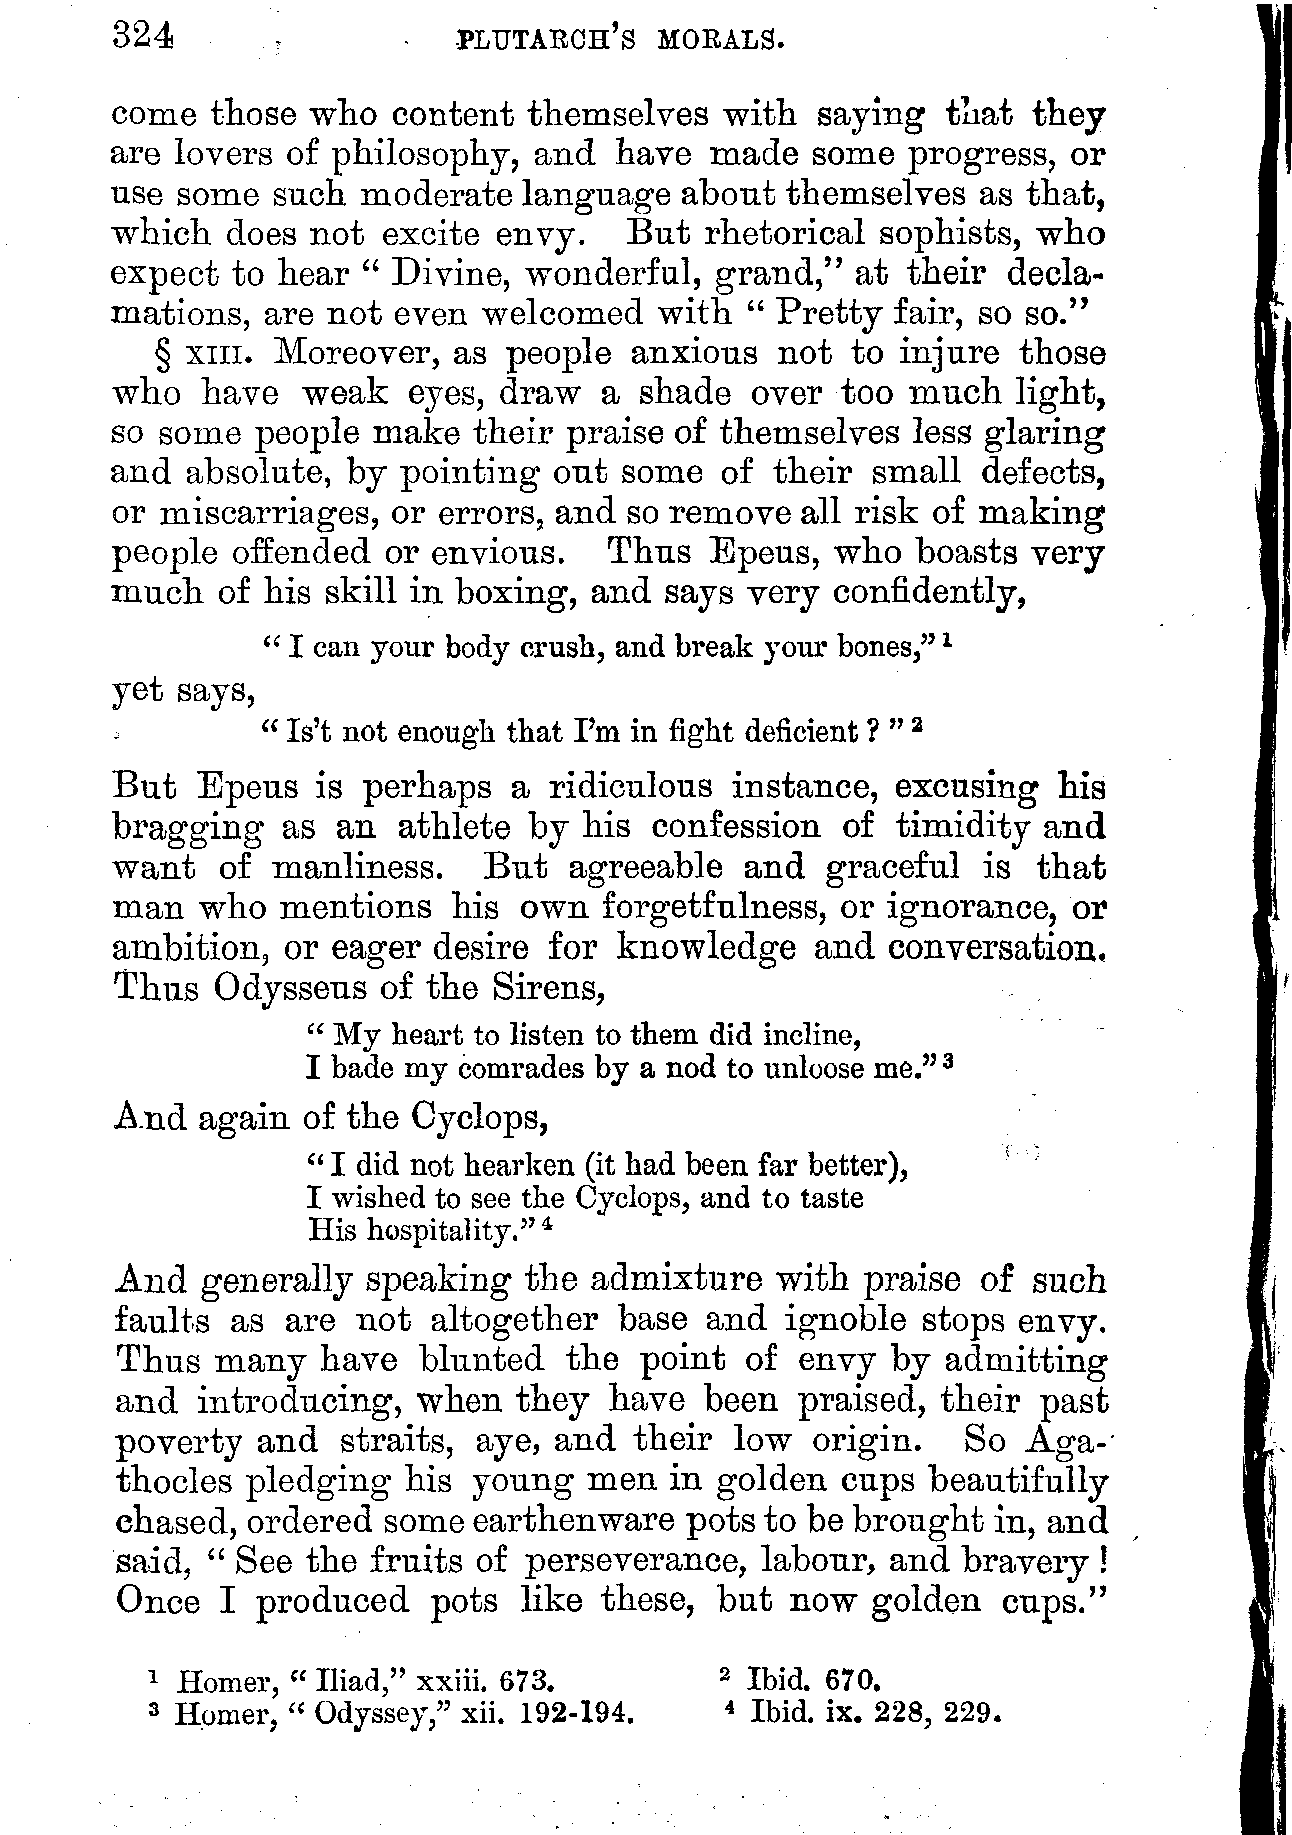 324 PLUTARCH'S MORALS.
come those who content themselves with saying that they
are lovers of philosophy, and have made some progress, or
use some such moderate language about themselves as that,
which does not excite envy. But rhetorical sophists, who
expect to hear “ Divine, wonderful, grand,” at their decla-
mations, are not even welcomed with “ Pretty fair, so so.”
§ XIII. Moreover, as people anxious not to injure those
who have weak eyes, draw a shade over too much light,
so some people make their praise of themselves less glaring
and absolute, by pointing out some of their small defects,
or miscarriages, or errors, and so remove all risk of making
people offended or envious. Thus Epeus, who boasts very
much of his skill in boxing, and says very confidently,
“ I can your body crush, and break your bones,” ¹
yet says,
“ Is't not enough that I'm in fight deficient ? ” ²
But Epeus is perhaps a ridiculous instance, excusing his
bragging as an athlete by his confession of timidity and
want of manliness. But agreeable and graceful is that
man who mentions his own forgetfulness, or ignorance, or
ambition, or eager desire for knowledge and conversation.
Thus Odysseus of the Sirens,
“ My heart to listen to them did incline,
I bade my comrades by a nod to unloose me.” ³
And again of the Cyclops,
“ I did not hearken (it had been far better),
I wished to see the Cyclops, and to taste
His hospitality.” ⁴
And generally speaking the admixture with praise of such
faults as are not altogether base and ignoble stops envy.
Thus many have blunted the point of envy by admitting
and introducing, when they have been praised, their past
poverty and straits, aye, and their low origin. So Aga-
thocles pledging his young men in golden cups beautifully
chased, ordered some earthenware pots to be brought in, and
said, “ See the fruits of perseverance, labour, and bravery !
Once I produced pots like these, but now golden cups.”
¹ Homer, “ Iliad,” xxiii. 673. ² Ibid. 670.
³ Homer, “ Odyssey,” xii. 192-194. ⁴ Ibid. ix. 228, 229.